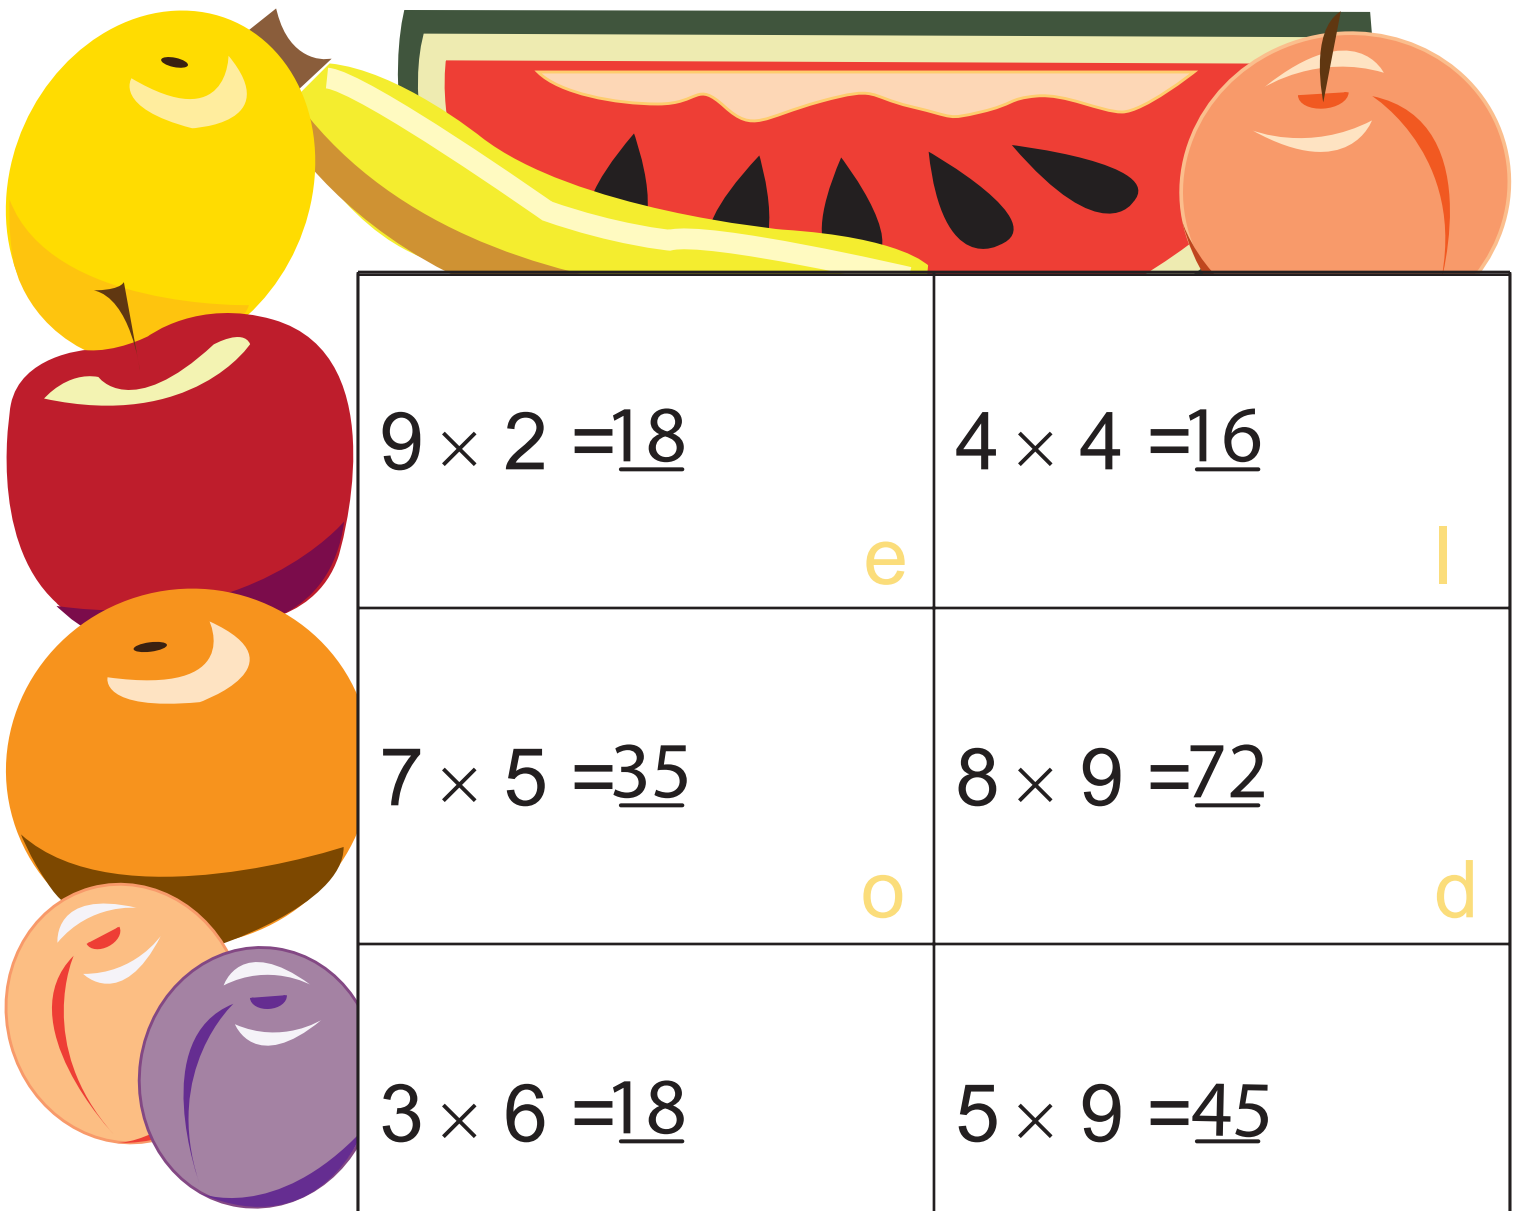 9 × 2 =18
4 × 4 =16
e
l
7 × 5 =35
8 × 9 =72
o
d
3 × 6 =18
5 × 9 =45